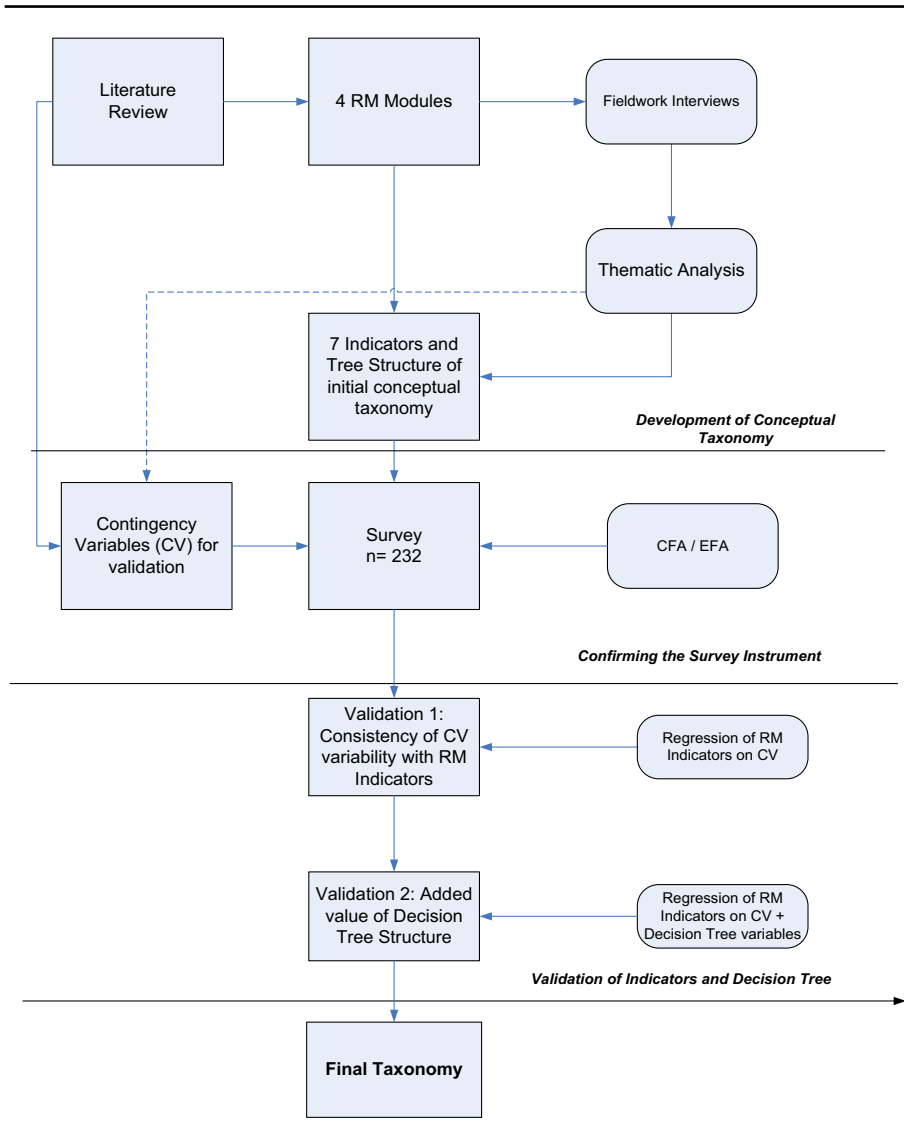 Literature
Review
4 RM Modules
Fieldwork Interviews
Thematic Analysis
7 Indicators and
Tree Structure of
initial conceptual
taxonomy
Development of Conceptual
Taxonomy
Contingency
Variables (CV) for
validation
Survey
n= 232
CFA / EFA
Confirming the Survey Instrument
Validation 1:
Consistency of CV
variability with RM
Indicators
Regression of RM
Indicators on CV
Validation 2: Added
value of Decision
Tree Structure
Regression of RM
Indicators on CV +
Decision Tree variables
Validation of Indicators and Decision Tree
Final Taxonomy